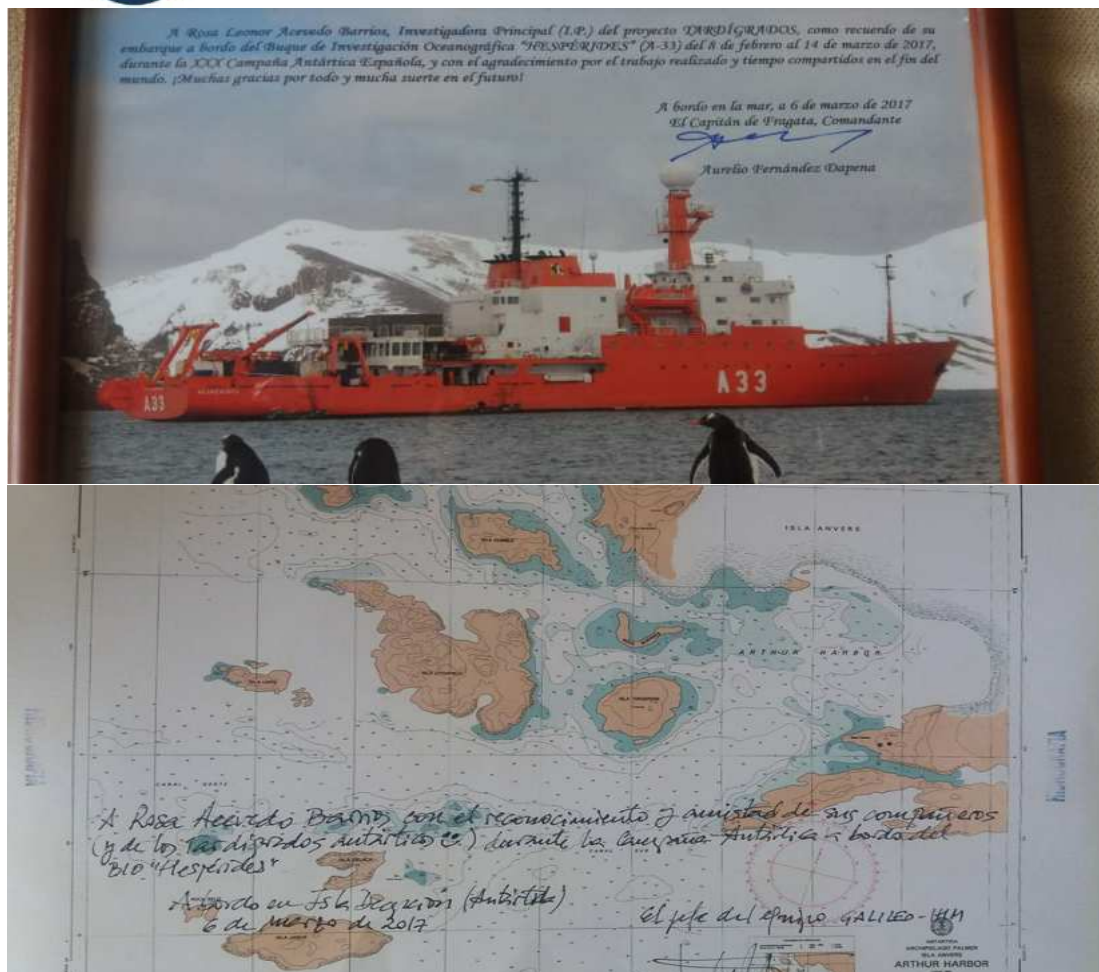 A Rosa Leonor Acevedo Barrios, Investigadora Principal (I.P.) del proyecto TARDÍGRADOS, como recuerdo de su
embarque a bordo del Buque de Investigación Oceanográfica "HESPÉRIDES" (A-33) del 8 de febrero al 14 de marzo de 2017,
durante la XXX Campaña Antártica Española, y con el agradecimiento por el trabajo realizado y tiempo compartidos en el fin del
mundo. ¡Muchas gracias por todo y mucha suerte en el futuro!
A bordo en la mar, a 6 de marzo de 2017
El Capitán de Fragata, Comandante
Aurelio Fernández Dapena
A33
A33
ISLA ANVERS
ARTHUR HARBOR
A Rosa Acevedo Barrios con el reconocimiento y amistad de sus compañeros
(y de los tardigrados antárticos) durante la Campaña Antártica a bordo del
BIO "Hespérides"
A bordo en Isla Decepción (Antártida)
6 de marzo de 2017
El jefe del equipo GALILEO-
ANTARTICA
ARCHIPIELAGO PALMER
ISLA ANVERS
ARTHUR HARBOR